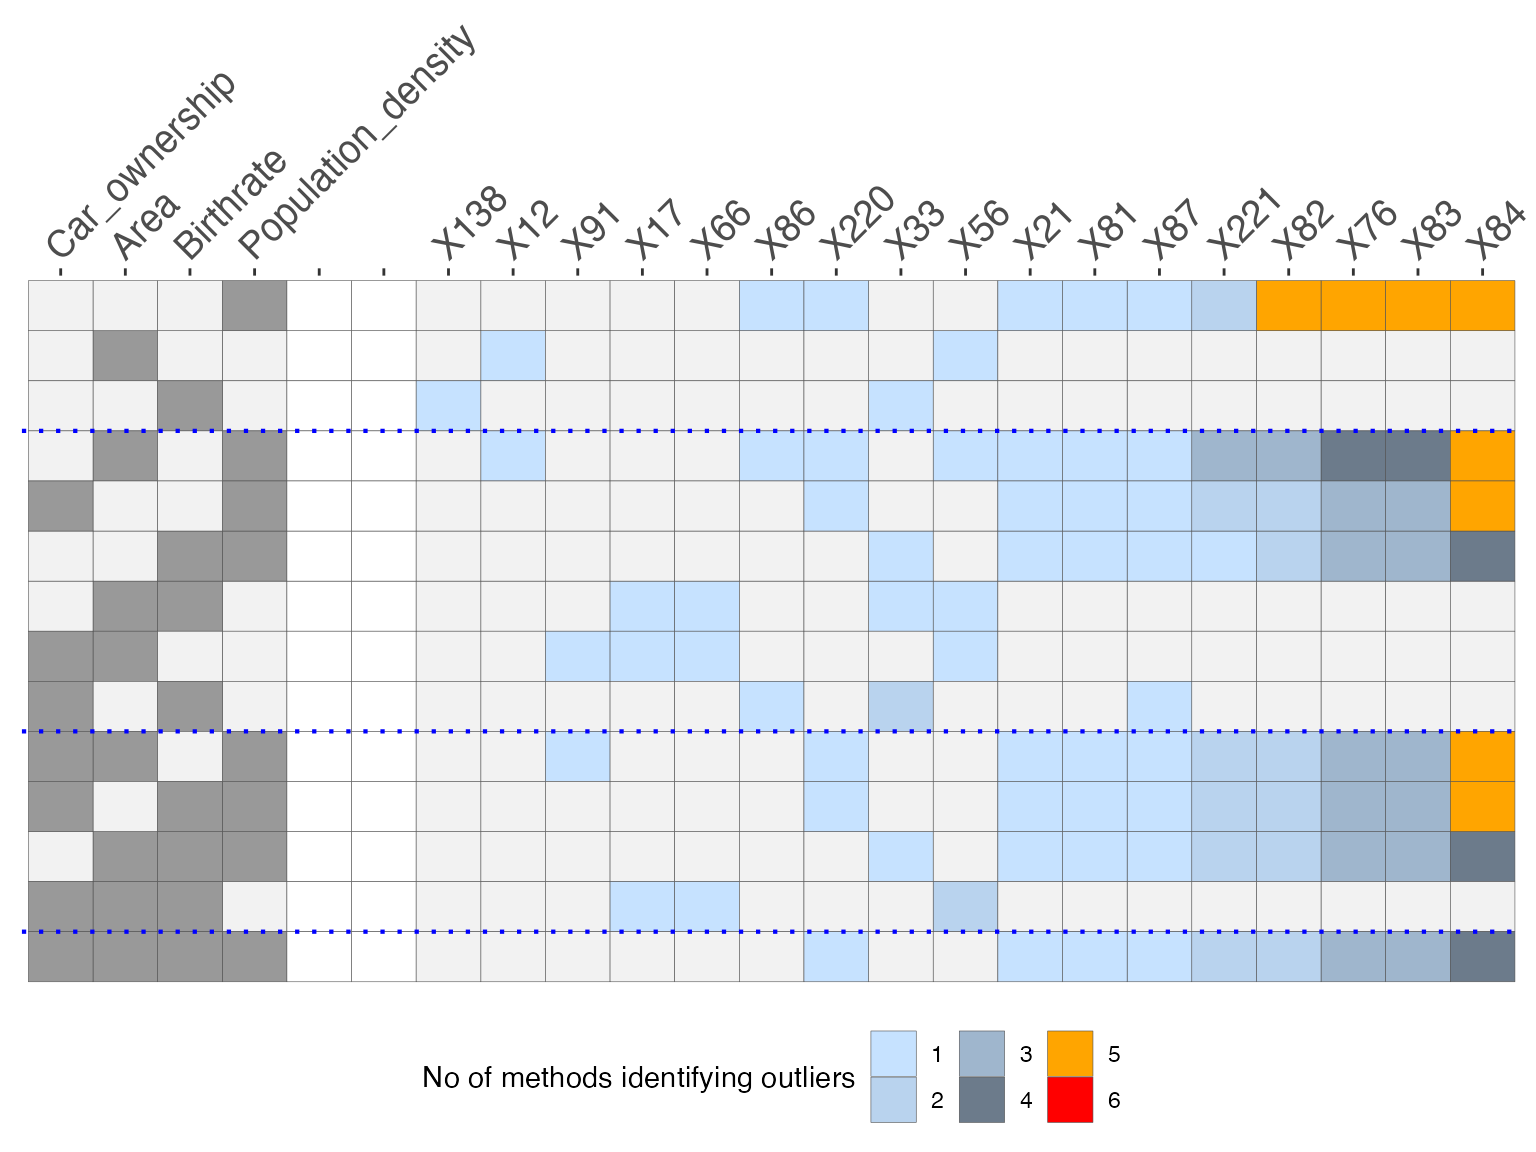 Car_ownership
Area
Birthrate
Population_density
X138
X12
X91
X17
X66
X86
X220
X33
X56
X21
X81
X87
X221
X82
X76
X83
X84
No of methods identifying outliers
1 3 5
2 4 6